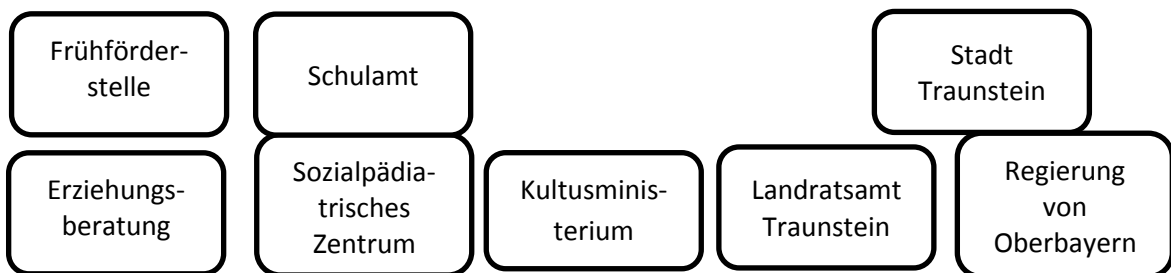 Frühförder-
stelle
Schulamt
Stadt
Traunstein
Erziehungs-
beratung
Sozialpädia-
trisches
Zentrum
Kultusminis-
terium
Landratsamt
Traunstein
Regierung
von
Oberbayern